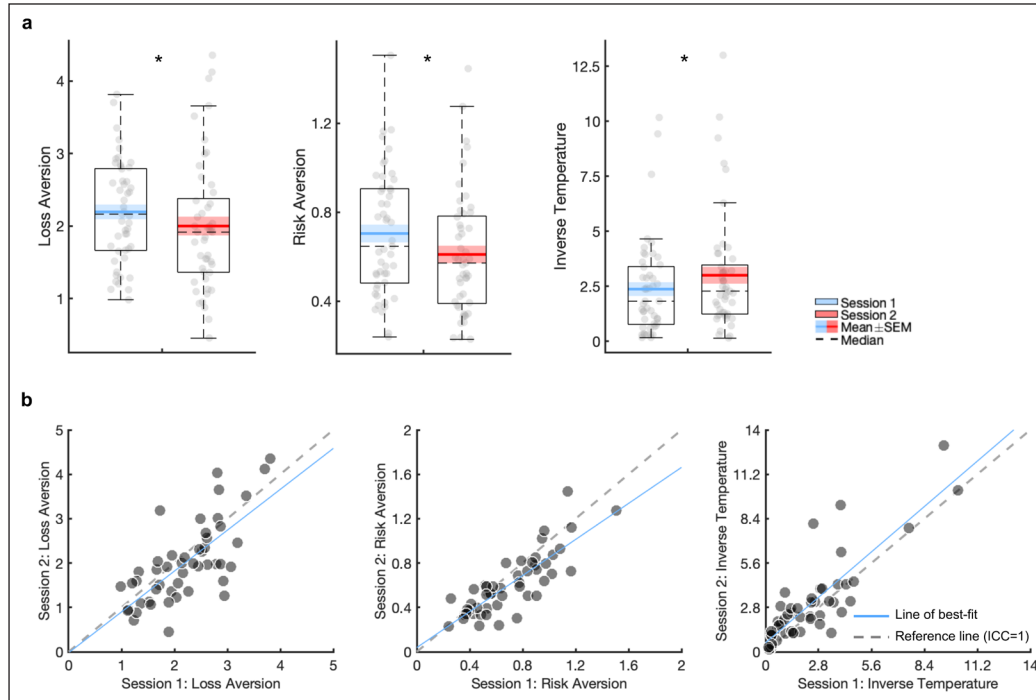 a
* * *
4
3
2
1
Loss Aversion
1.2
0.8
0.4
Risk Aversion
12.5
10
7.5
5
2.5
0
Inverse Temperature
Session 1
Session 2
Mean±SEM
Median
b
5
4
3
2
1
0
Session 2: Loss Aversion
0 1 2 3 4 5
Session 1: Loss Aversion
2
1.6
1.2
0.8
0.4
0
Session 2: Risk Aversion
0 0.4 0.8 1.2 1.6 2
Session 1: Risk Aversion
14
11.2
8.4
5.6
2.8
0
Session 2: Inverse Temperature
Line of best-fit
Reference line (ICC=1)
0 2.8 5.6 8.4 11.2 14
Session 1: Inverse Temperature